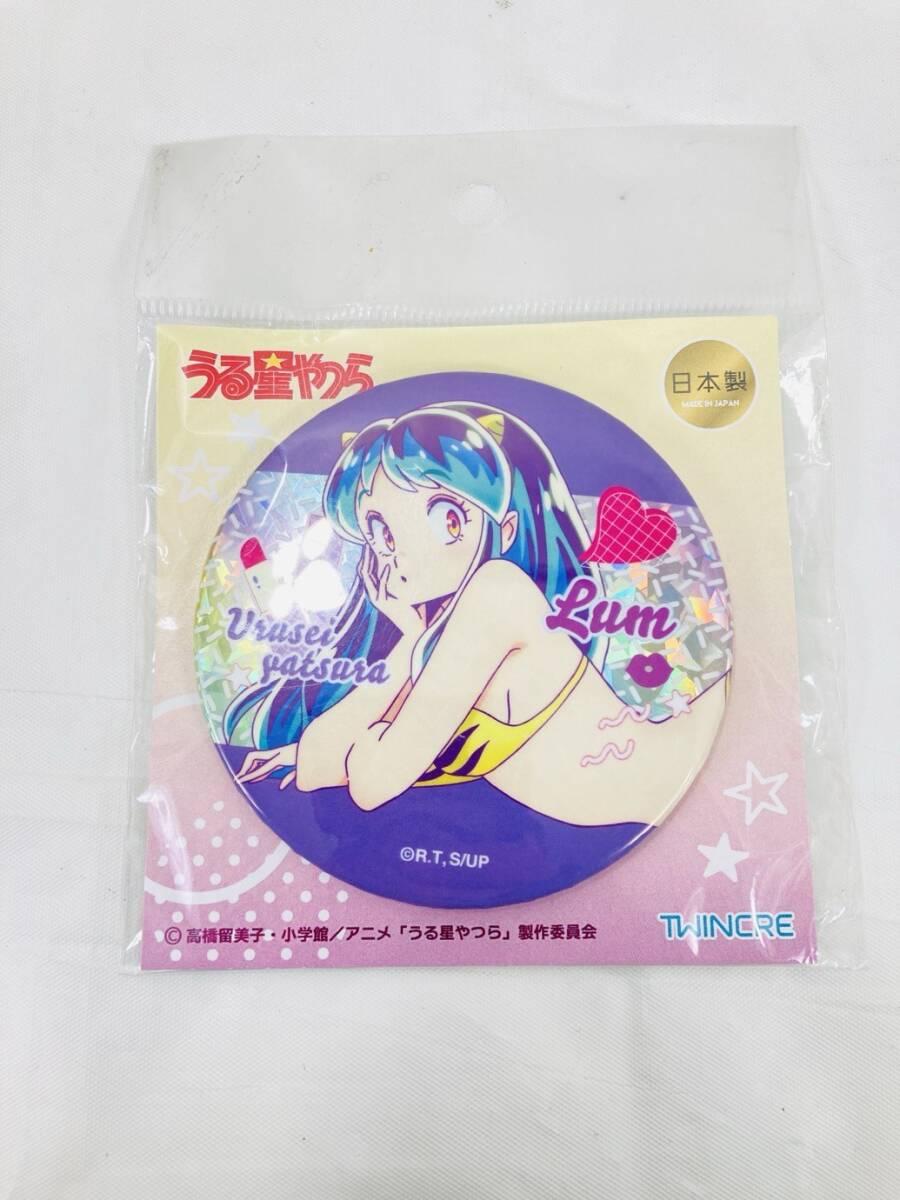 うる星やつら
日本製
MADE IN JAPAN
Urusei
yatsura
Lum
©R.T, S/UP
© 高橋留美子・小学館／アニメ「うる星やつら」製作委員会
TWINCRE